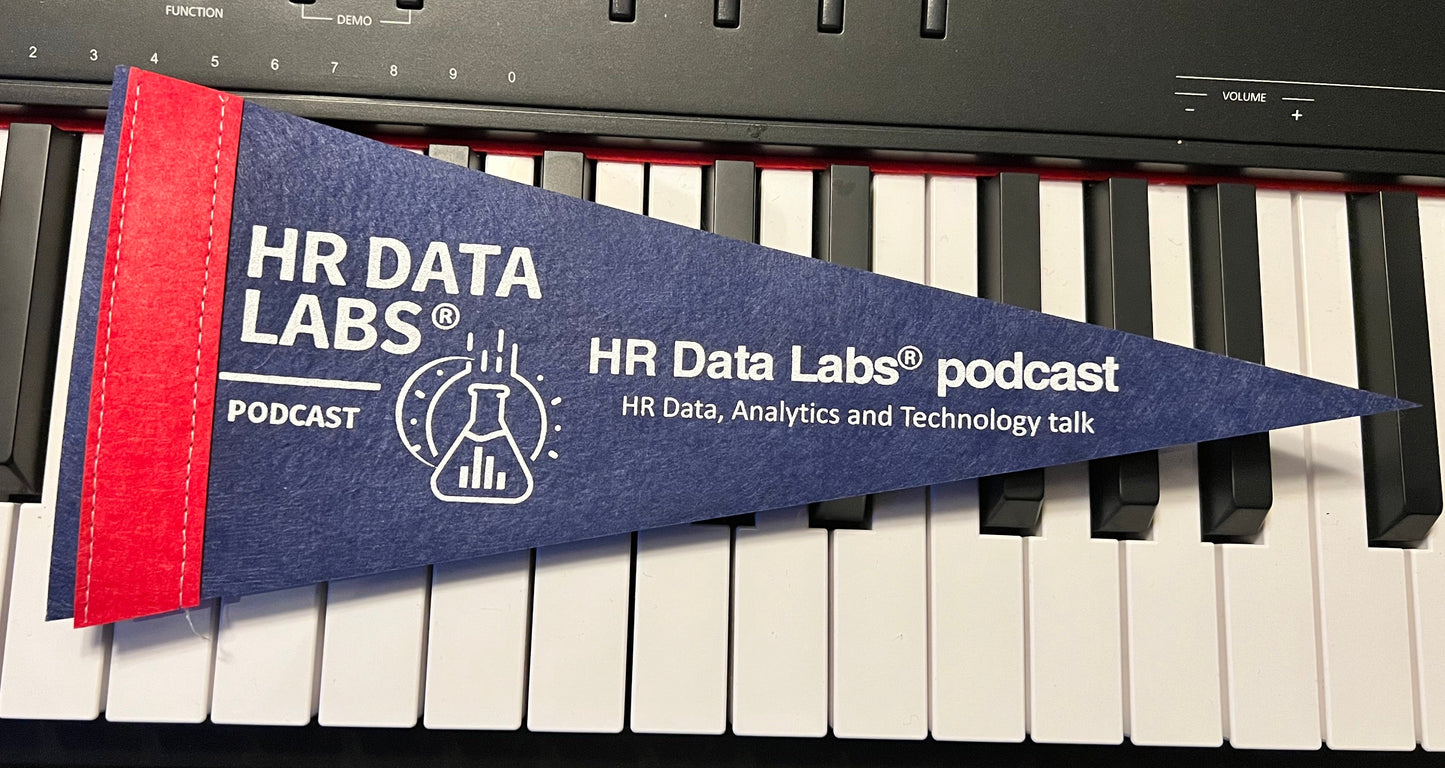 FUNCTION
DEMO
2 3 4 5 6 7 8 9 0
VOLUME
– +
HR DATA
LABS®
PODCAST
HR Data Labs® podcast
HR Data, Analytics and Technology talk